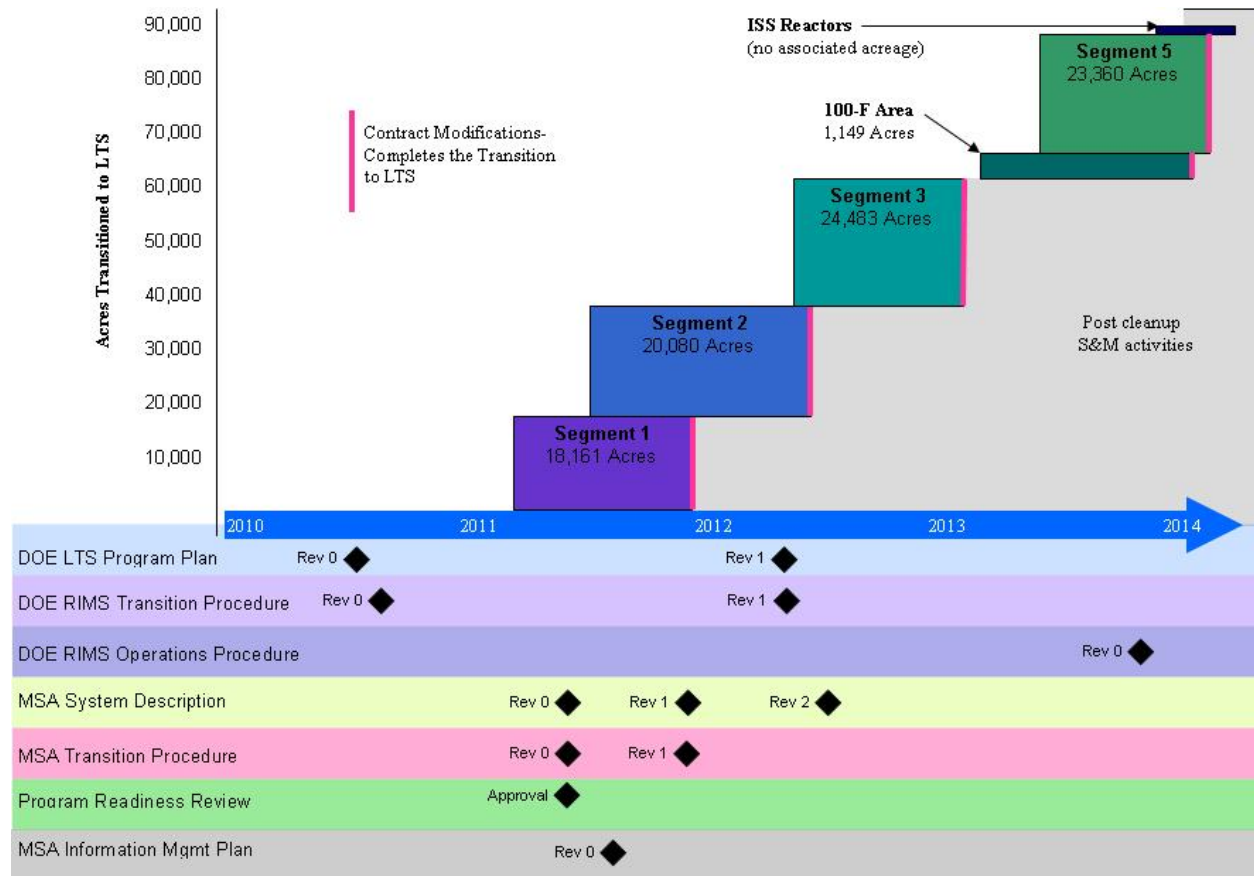 90,000
80,000
70,000
60,000
50,000
40,000
30,000
20,000
10,000
Acres Transitioned to LTS
Contract Modifications-
Completes the Transition
to LTS
ISS Reactors
(no associated acreage)
Segment 5
23,360 Acres
100-F Area
1,149 Acres
Segment 3
24,483 Acres
Segment 2
20,080 Acres
Segment 1
18,161 Acres
Post cleanup
S&M activities
2010 2011 2012 2013 2014
DOE LTS Program Plan Rev 0 Rev 1
DOE RIMS Transition Procedure Rev 0 Rev 1
DOE RIMS Operations Procedure Rev 0
MSA System Description Rev 0 Rev 1 Rev 2
MSA Transition Procedure Rev 0 Rev 1
Program Readiness Review Approval
MSA Information Mgmt Plan Rev 0